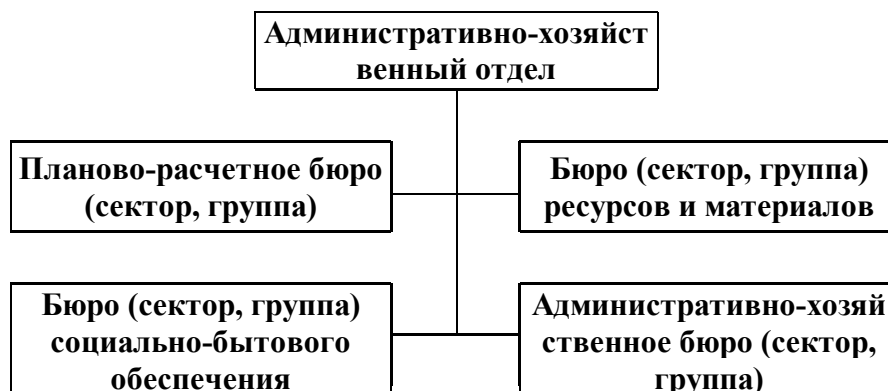 Административно-хозяйст
венный отдел
Планово-расчетное бюро
(сектор, группа)
Бюро (сектор, группа)
ресурсов и материалов
Бюро (сектор, группа)
социально-бытового
обеспечения
Административно-хозяй
ственное бюро (сектор,
группа)